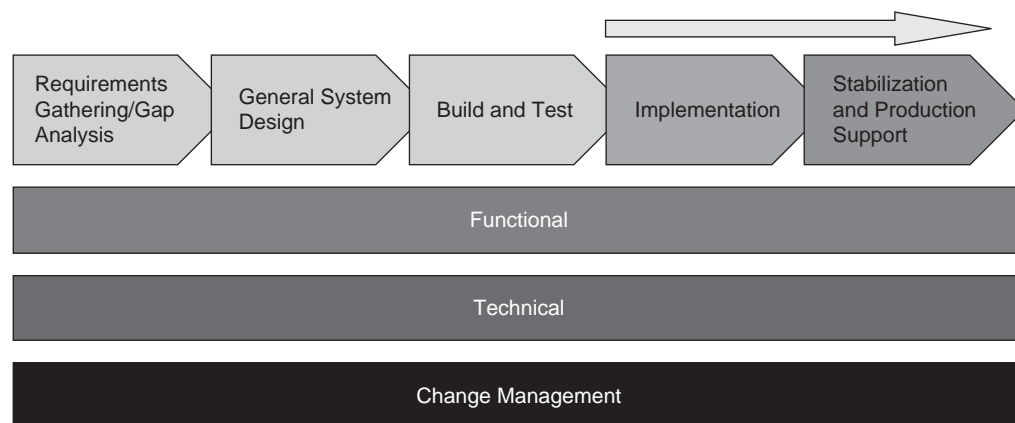 Requirements
Gathering/Gap
Analysis
General System
Design
Build and Test
Implementation
Stabilization
and Production
Support
Functional
Technical
Change Management